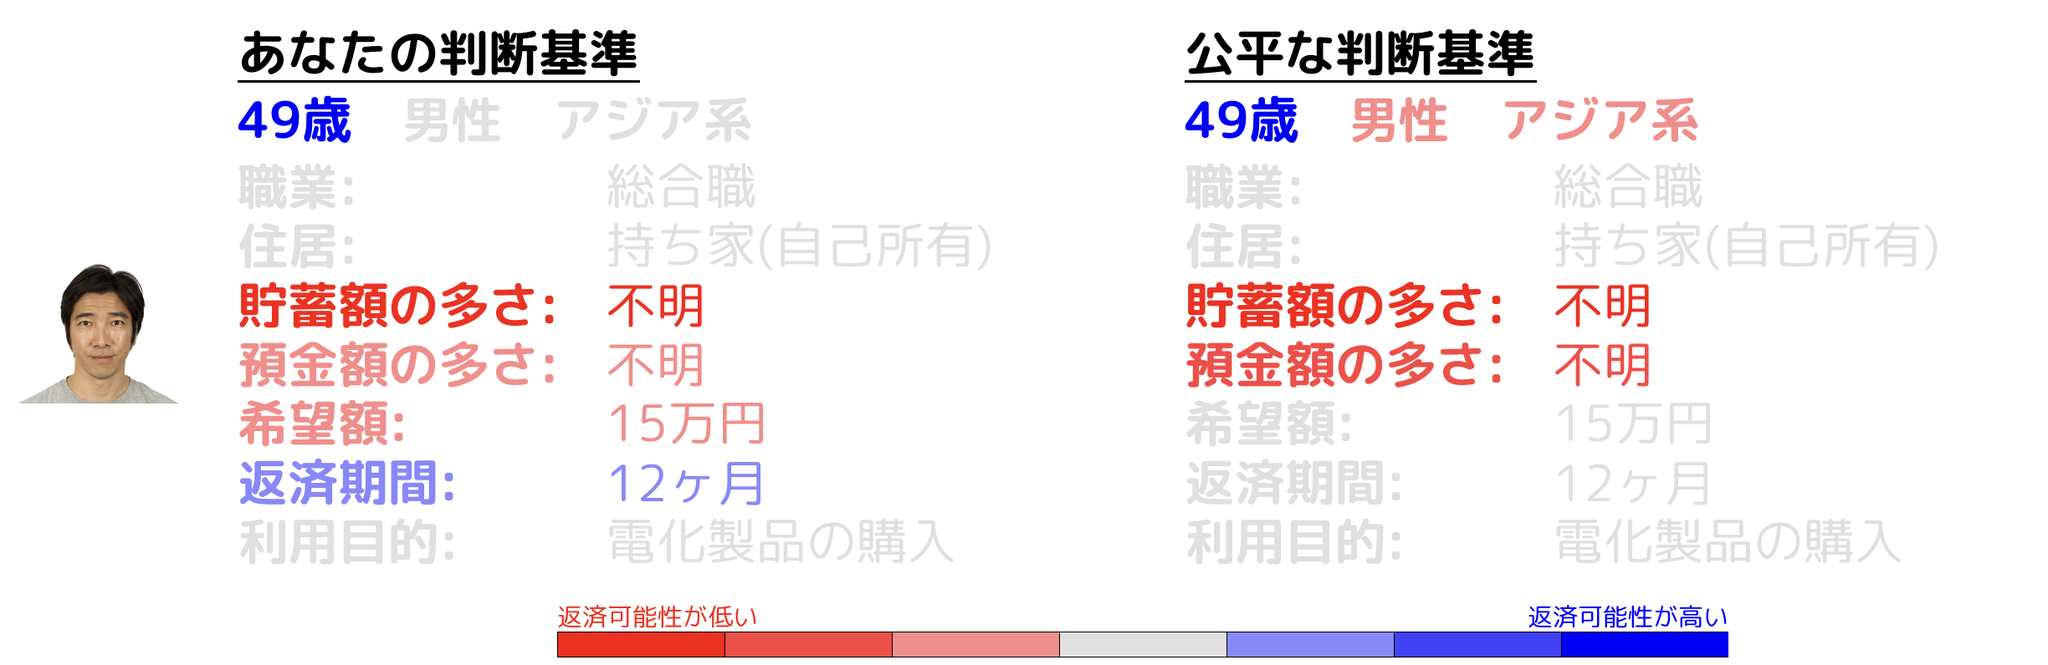 あなたの判断基準
49歳 男性 アジア系
職業: 総合職
住居: 持ち家(自己所有)
貯蓄額の多さ: 不明
預金額の多さ: 不明
希望額: 15万円
返済期間: 12ヶ月
利用目的: 電化製品の購入
公平な判断基準
49歳 男性 アジア系
職業: 総合職
住居: 持ち家(自己所有)
貯蓄額の多さ: 不明
預金額の多さ: 不明
希望額: 15万円
返済期間: 12ヶ月
利用目的: 電化製品の購入
返済可能性が低い
返済可能性が高い